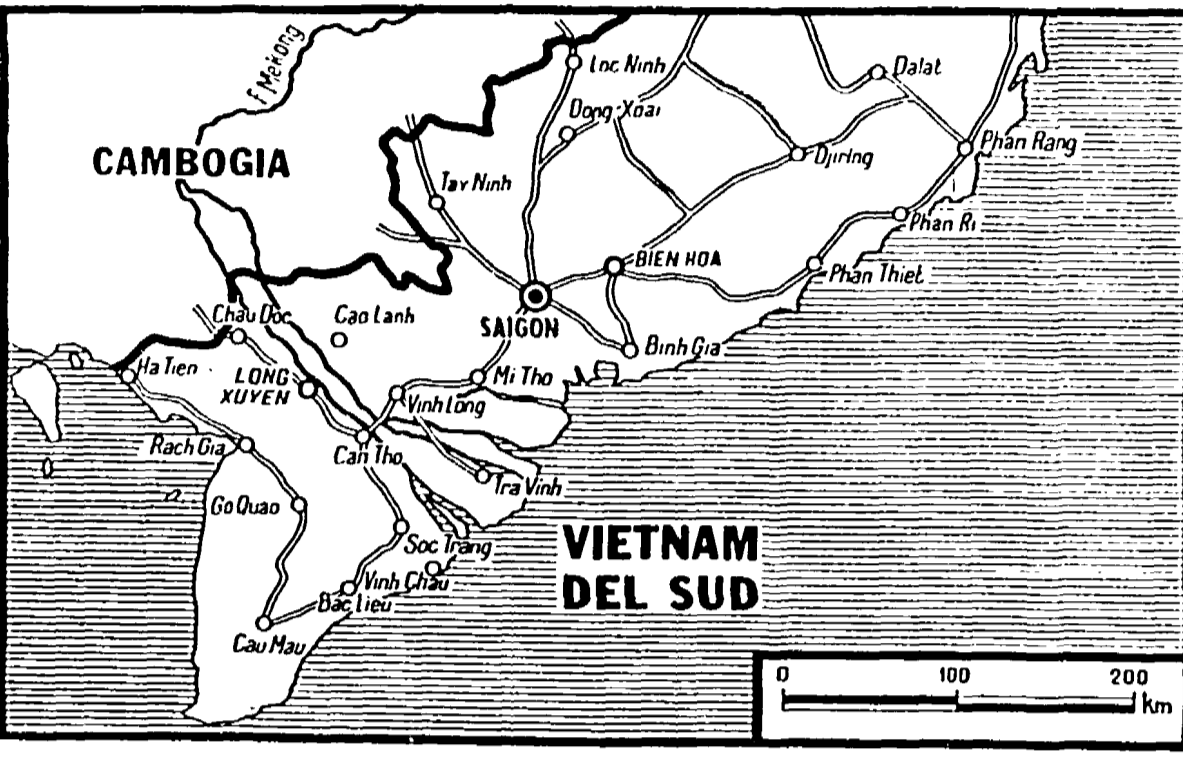 F Mekong
Loc Ninh
Dalat
Dong Xoai
CAMBOGIA
Phan Rang
Djiring
Tay Ninh
Phan Ri
BIEN HOA
Phan Thiet
Chau Doc
Cao Lanh
SAIGON
Binh Gia
Ha Tien
LONG
XUYEN
Mi Tho
Vinh Long
Rach Gia
Can Tho
Tra Vinh
Go Quao
VIETNAM
DEL SUD
Soc Trang
Vinh Chau
Bac Lieu
Cau Mau
0 100 200
km